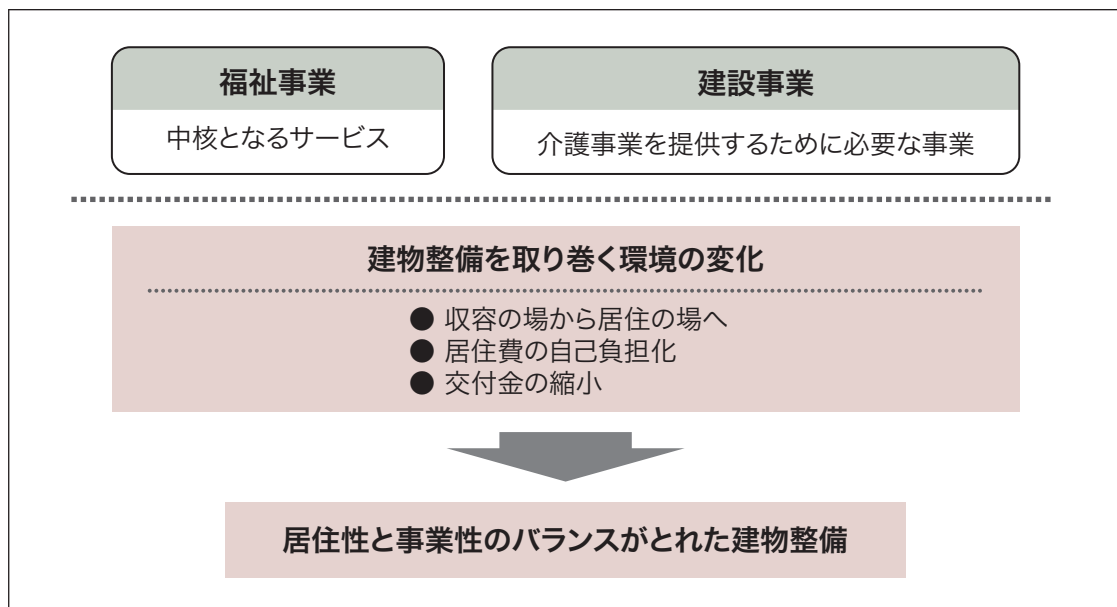 福祉事業
中核となるサービス
建設事業
介護事業を提供するために必要な事業
建物整備を取り巻く環境の変化
● 収容の場から居住の場へ
● 居住費の自己負担化
● 交付金の縮小
居住性と事業性のバランスがとれた建物整備